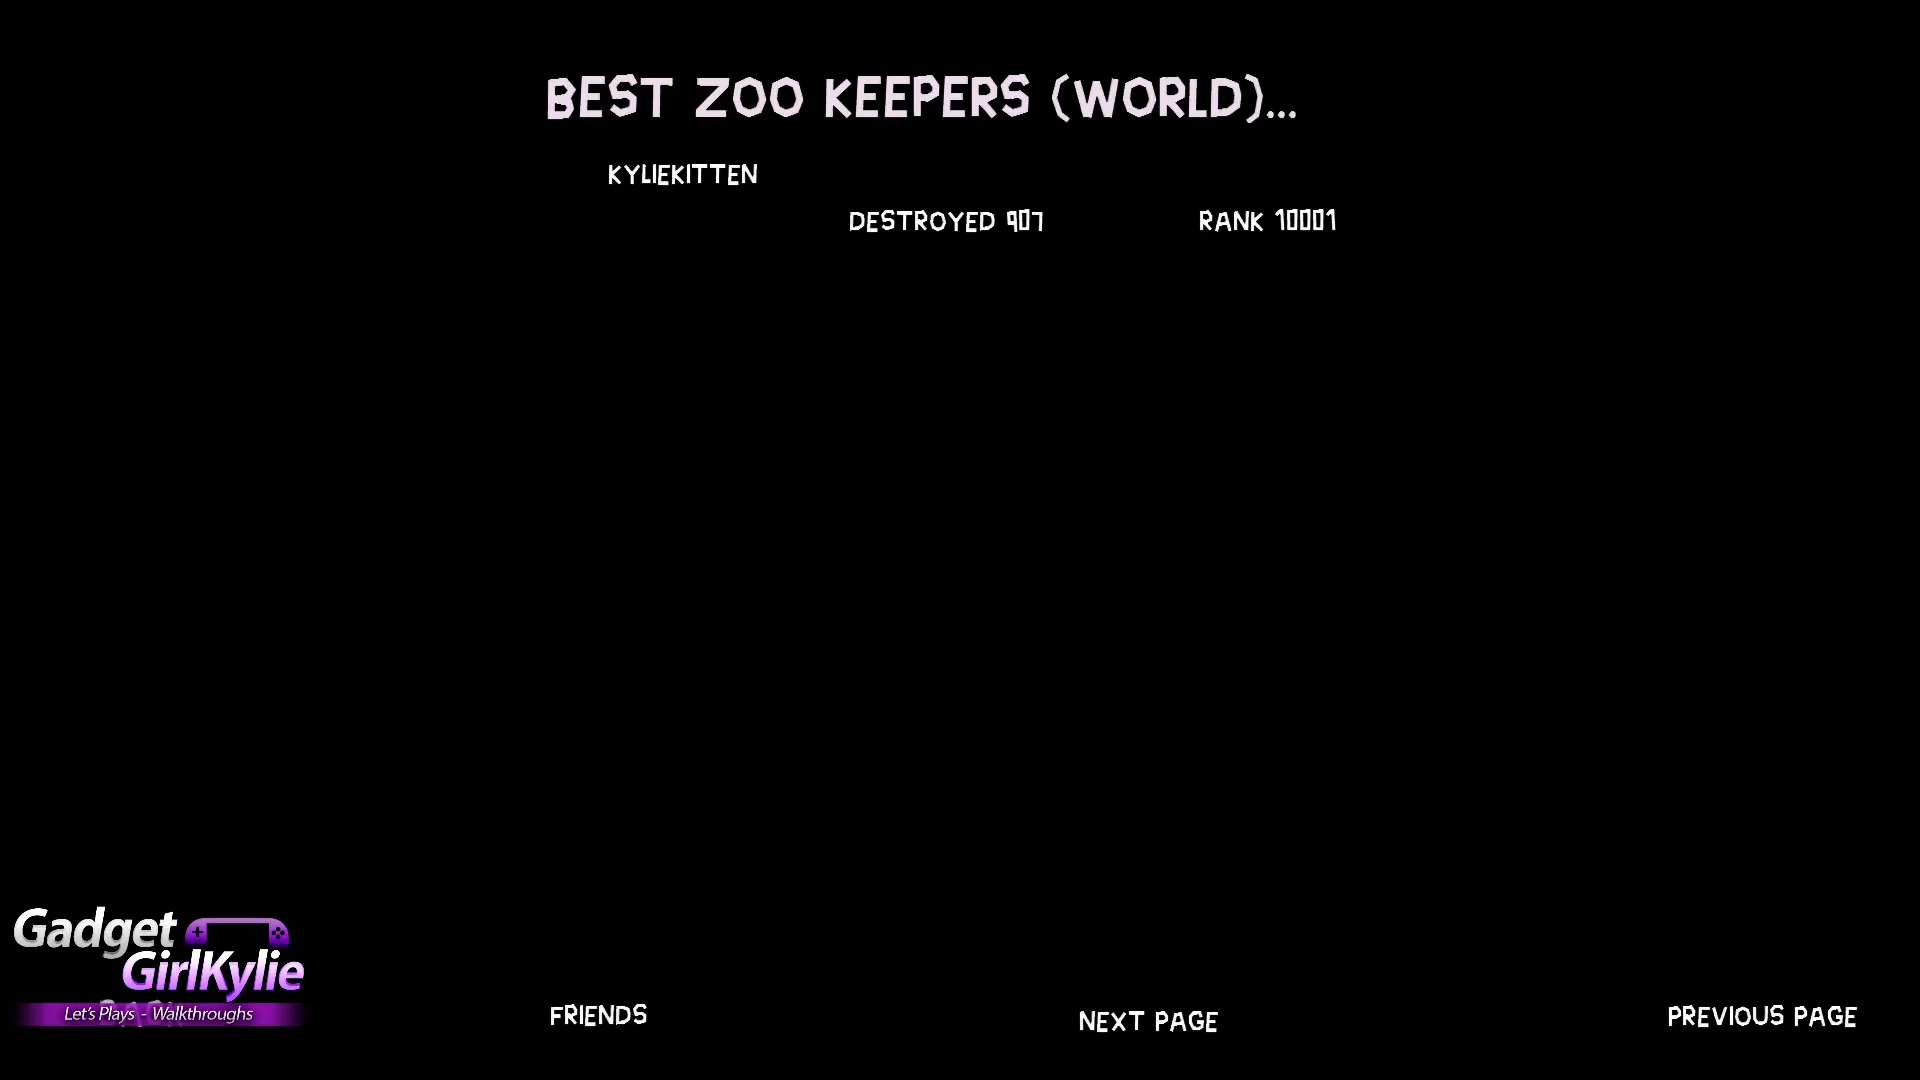 BEST ZOO KEEPERS (WORLD)...
KYLIEKITTEN
DESTROYED 907 RANK 10001
Gadget
GirlKylie
BACK
Let's Plays - Walkthroughs
FRIENDS
NEXT PAGE
PREVIOUS PAGE